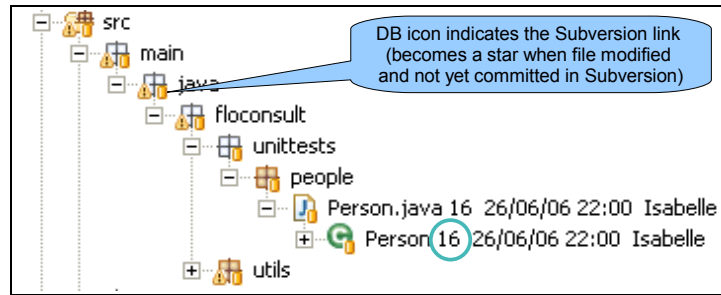 src
DB icon indicates the Subversion link
(becomes a star when file modified
and not yet committed in Subversion)
main
java
floconsult
unittests
people
Person.java 16 26/06/06 22:00 Isabelle
Person 16 26/06/06 22:00 Isabelle
utils